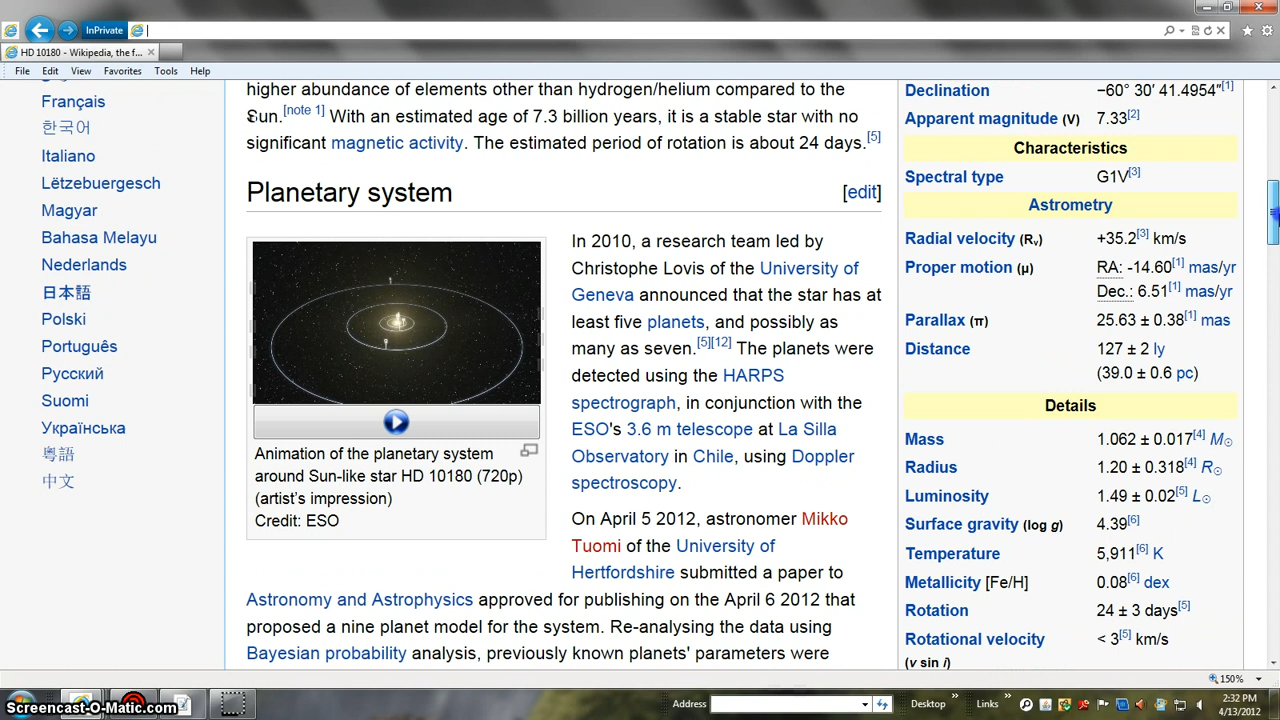 InPrivate
HD 10180 - Wikipedia, the f...
File Edit View Favorites Tools Help
Français
한국어
Italiano
Lëtzebuergesch
Magyar
Bahasa Melayu
Nederlands
日本語
Polski
Português
Русский
Suomi
Українська
粵語
中文
higher abundance of elements other than hydrogen/helium compared to the
Sun.[note 1] With an estimated age of 7.3 billion years, it is a stable star with no
significant magnetic activity. The estimated period of rotation is about 24 days.[5]
Planetary system [edit]
Animation of the planetary system
around Sun-like star HD 10180 (720p)
(artist's impression)
Credit: ESO
In 2010, a research team led by
Christophe Lovis of the University of
Geneva announced that the star has at
least five planets, and possibly as
many as seven.[5][12] The planets were
detected using the HARPS
spectrograph, in conjunction with the
ESO's 3.6 m telescope at La Silla
Observatory in Chile, using Doppler
spectroscopy.
On April 5 2012, astronomer Mikko
Tuomi of the University of
Hertfordshire submitted a paper to
Astronomy and Astrophysics approved for publishing on the April 6 2012 that
proposed a nine planet model for the system. Re-analysing the data using
Bayesian probability analysis, previously known planets' parameters were
Declination −60° 30′ 41.4954″[1]
Apparent magnitude (V) 7.33[2]
Characteristics
Spectral type G1V[3]
Astrometry
Radial velocity (Rv) +35.2[3] km/s
Proper motion (μ) RA: -14.60[1] mas/yr
Dec.: 6.51[1] mas/yr
Parallax (π) 25.63 ± 0.38[1] mas
Distance 127 ± 2 ly
(39.0 ± 0.6 pc)
Details
Mass 1.062 ± 0.017[4] M☉
Radius 1.20 ± 0.318[4] R☉
Luminosity 1.49 ± 0.02[5] L☉
Surface gravity (log g) 4.39[6]
Temperature 5,911[6] K
Metallicity [Fe/H] 0.08[6] dex
Rotation 24 ± 3 days[5]
Rotational velocity < 3[5] km/s
(v sin i)
150%
Screencast-O-Matic.com
Address
Desktop
Links
2:32 PM
4/13/2012